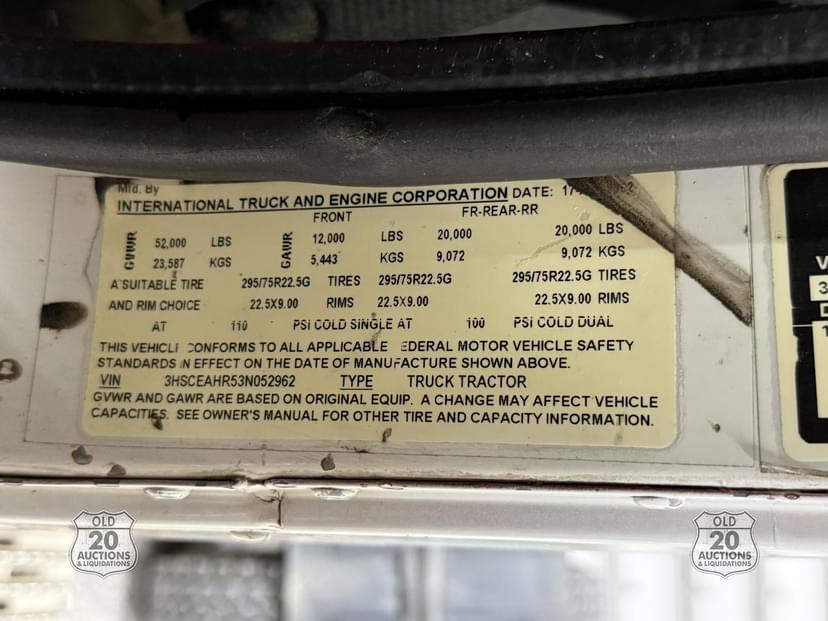 Mfd. By
INTERNATIONAL TRUCK AND ENGINE CORPORATION DATE:
FRONT FR-REAR-RR
GVWR 52,000 LBS GAWR 12,000 LBS 20,000 20,000 LBS
23,587 KGS 5,443 KGS 9,072 9,072 KGS
A SUITABLE TIRE 295/75R22.5G TIRES 295/75R22.5G 295/75R22.5G TIRES
AND RIM CHOICE 22.5X9.00 RIMS 22.5X9.00 22.5X9.00 RIMS
AT 110 PSI COLD SINGLE AT 100 PSI COLD DUAL
THIS VEHICL CONFORMS TO ALL APPLICABLE EDERAL MOTOR VEHICLE SAFETY
STANDARDS IN EFFECT ON THE DATE OF MANUFACTURE SHOWN ABOVE.
VIN 3HSCEAHR53N052962 TYPE TRUCK TRACTOR
GVWR AND GAWR ARE BASED ON ORIGINAL EQUIP. A CHANGE MAY AFFECT VEHICLE
CAPACITIES. SEE OWNER'S MANUAL FOR OTHER TIRE AND CAPACITY INFORMATION.
OLD
20
AUCTIONS
& LIQUIDATIONS
OLD
20
AUCTIONS
& LIQUIDATIONS